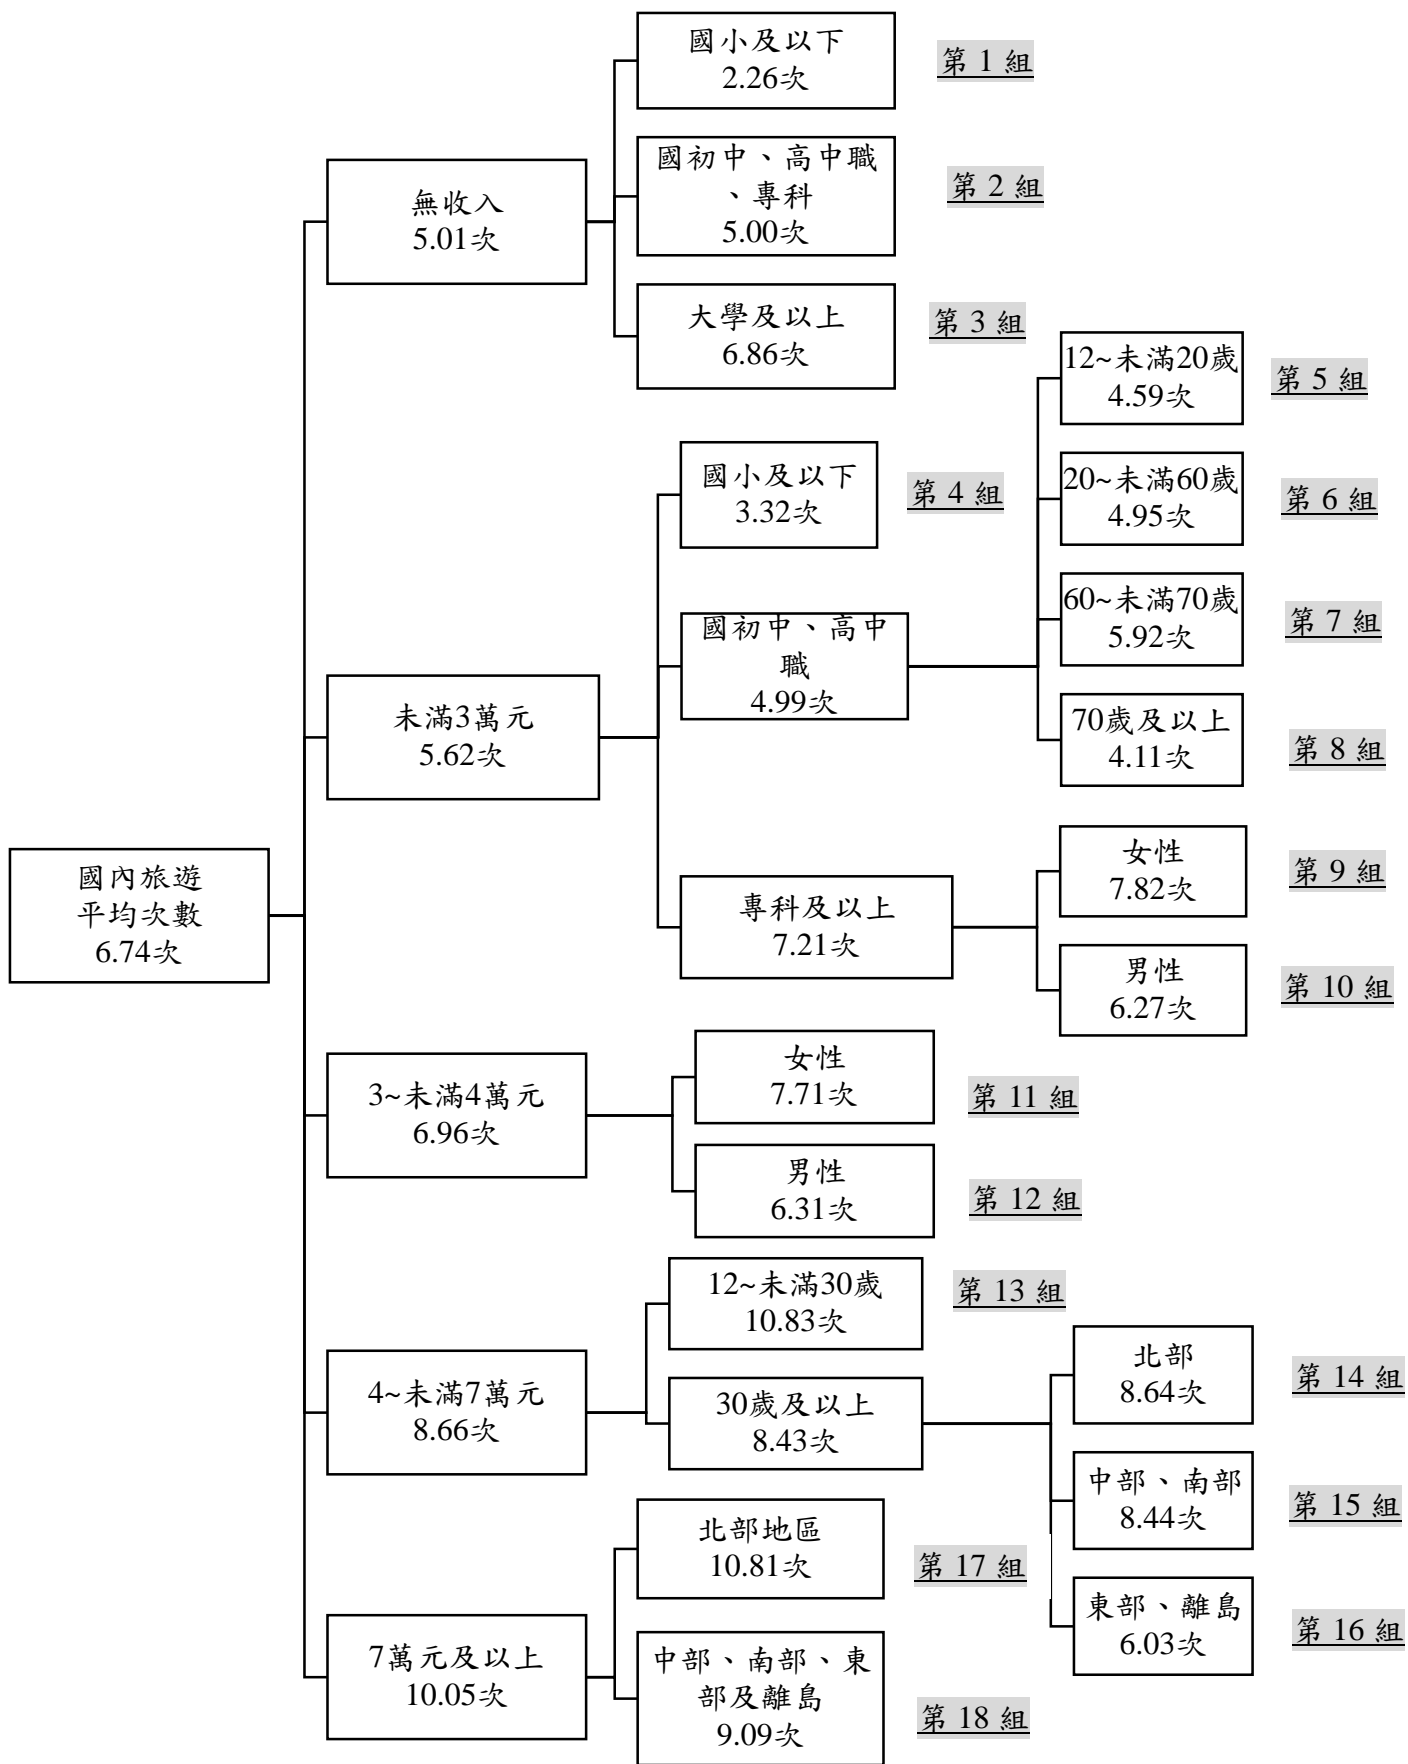 國小及以下
2.26次
第 1 組
國初中、高中職
、專科
5.00次
第 2 組
無收入
5.01次
大學及以上
6.86次
第 3 組
12~未滿20歲
4.59次
第 5 組
國小及以下
3.32次
第 4 組
20~未滿60歲
4.95次
第 6 組
60~未滿70歲
5.92次
第 7 組
國初中、高中
職
4.99次
未滿3萬元
5.62次
70歲及以上
4.11次
第 8 組
女性
7.82次
第 9 組
國內旅遊
平均次數
6.74次
專科及以上
7.21次
男性
6.27次
第 10 組
女性
7.71次
第 11 組
3~未滿4萬元
6.96次
男性
6.31次
第 12 組
12~未滿30歲
10.83次
第 13 組
北部
8.64次
第 14 組
4~未滿7萬元
8.66次
30歲及以上
8.43次
中部、南部
8.44次
第 15 組
北部地區
10.81次
第 17 組
東部、離島
6.03次
第 16 組
7萬元及以上
10.05次
中部、南部、東
部及離島
9.09次
第 18 組